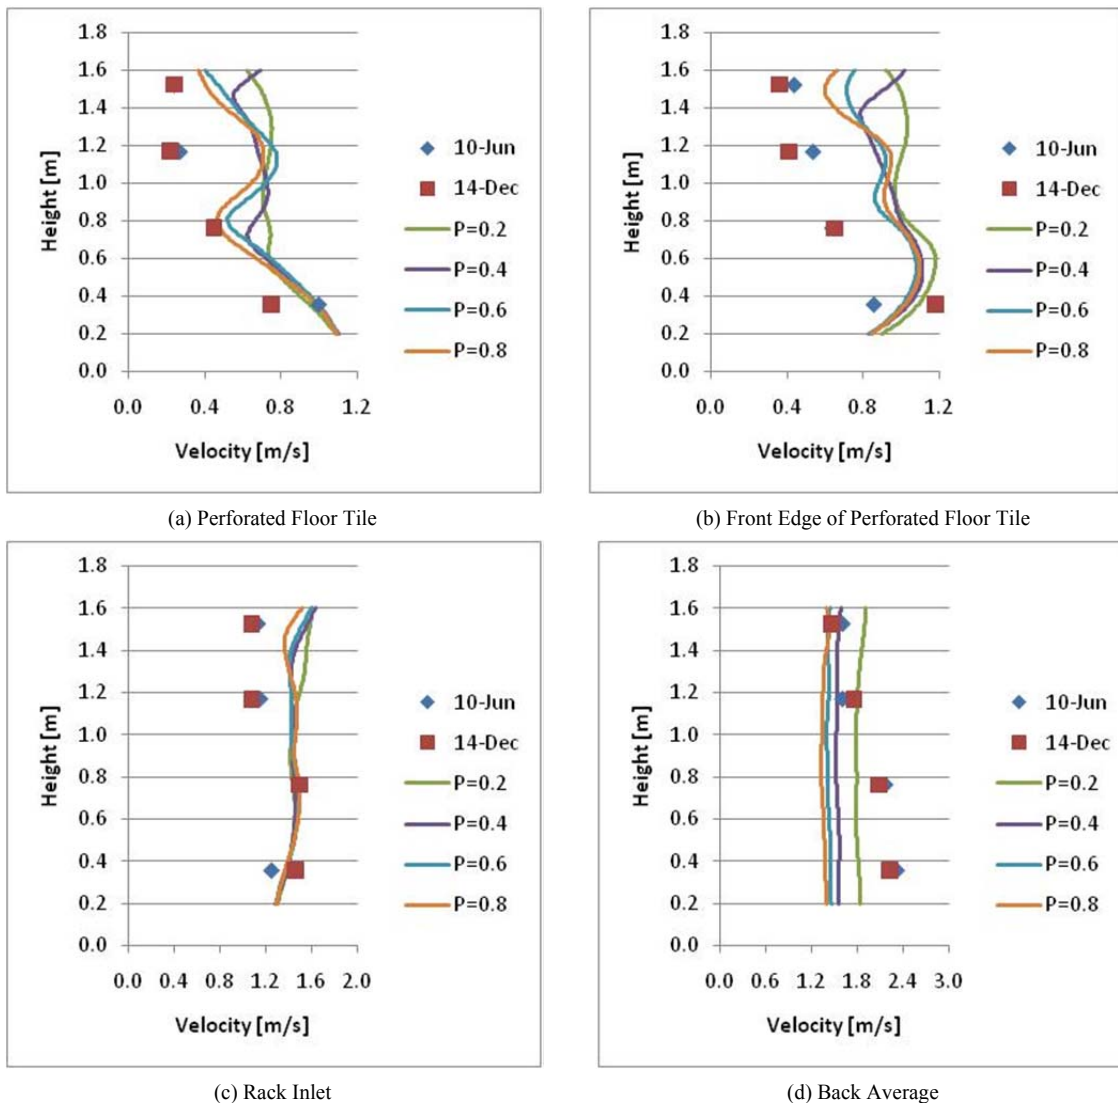 1.8
1.6
1.4
1.2
1.0
0.8
0.6
0.4
0.2
0.0
Height [m]
0.0 0.4 0.8 1.2
Velocity [m/s]
10-Jun
14-Dec
P=0.2
P=0.4
P=0.6
P=0.8
(a) Perforated Floor Tile
1.8
1.6
1.4
1.2
1.0
0.8
0.6
0.4
0.2
0.0
Height [m]
0.0 0.4 0.8 1.2
Velocity [m/s]
10-Jun
14-Dec
P=0.2
P=0.4
P=0.6
P=0.8
(b) Front Edge of Perforated Floor Tile
1.8
1.6
1.4
1.2
1.0
0.8
0.6
0.4
0.2
0.0
Height [m]
0.0 0.4 0.8 1.2 1.6 2.0
Velocity [m/s]
10-Jun
14-Dec
P=0.2
P=0.4
P=0.6
P=0.8
(c) Rack Inlet
1.8
1.6
1.4
1.2
1.0
0.8
0.6
0.4
0.2
0.0
Height [m]
0.0 0.6 1.2 1.8 2.4 3.0
Velocity [m/s]
10-Jun
14-Dec
P=0.2
P=0.4
P=0.6
P=0.8
(d) Back Average